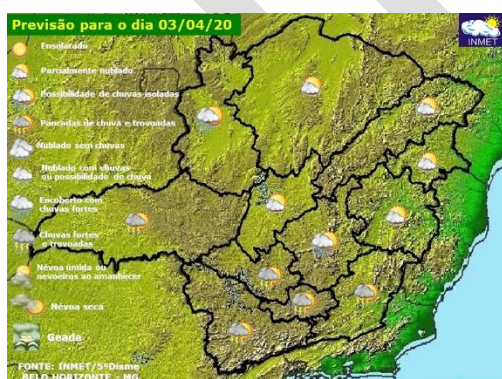 Previsão para o dia 03/04/20
INMET
Ensolarado
Parcialmente nublado
Possibilidade de chuvas isoladas
Pancadas de chuva e trovoadas
Nublado sem chuvas
Nublado com chuvas
ou possibilidade de chuva
Encoberto com
chuvas fortes
Chuvas fortes
e trovoadas
Névoa úmida ou
nevoeiros ao amanhecer
Névoa seca
Geada
FONTE: INMET/5ºDisme
BELO HORIZONTE - MG